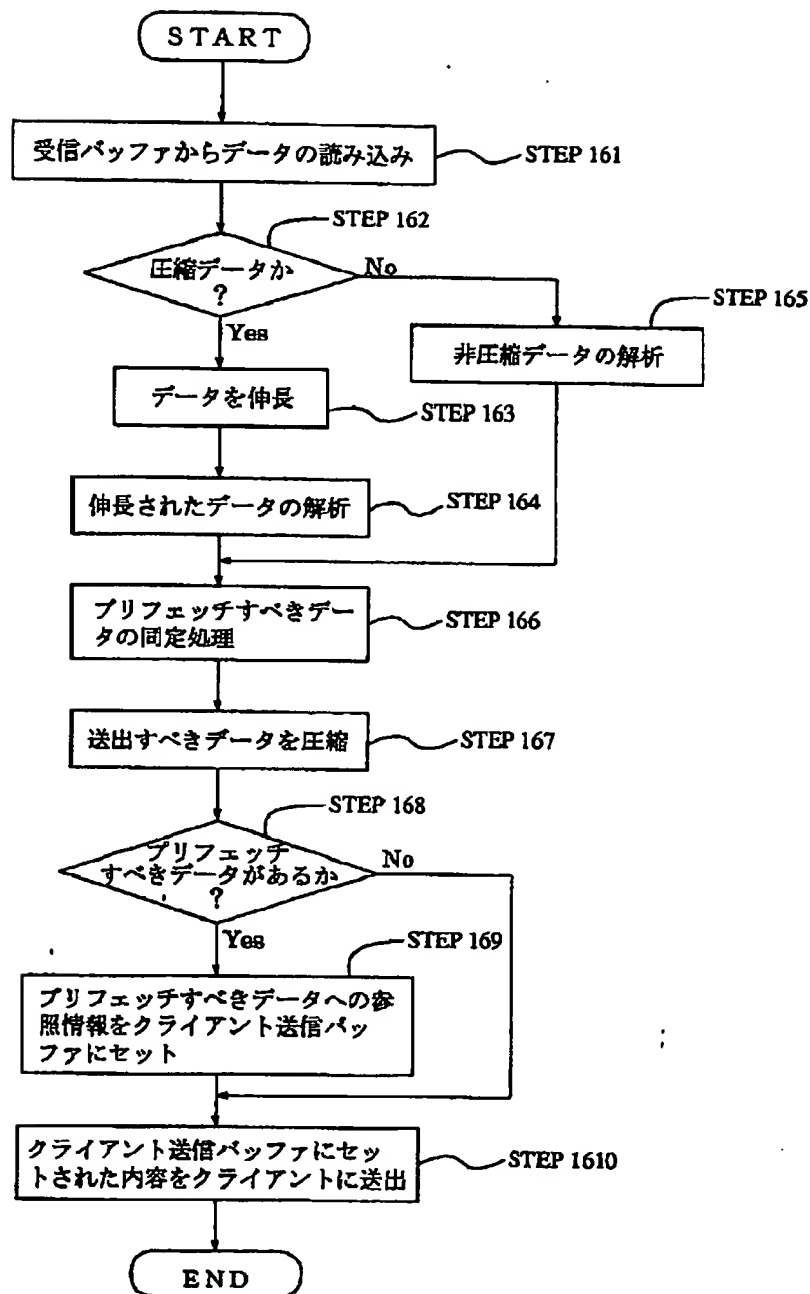 START
受信バッファからデータの読み込み
STEP 161
STEP 162
圧縮データか
?
No
Yes
STEP 165
非圧縮データの解析
データを伸長
STEP 163
伸長されたデータの解析
STEP 164
プリフェッチすべきデー
タの同定処理
STEP 166
送出すべきデータを圧縮
STEP 167
STEP 168
プリフェッチ
すべきデータがあるか
?
No
Yes
STEP 169
プリフェッチすべきデータへの参
照情報をクライアント送信バッ
ファにセット
クライアント送信バッファにセッ
トされた内容をクライアントに送出
STEP 1610
END